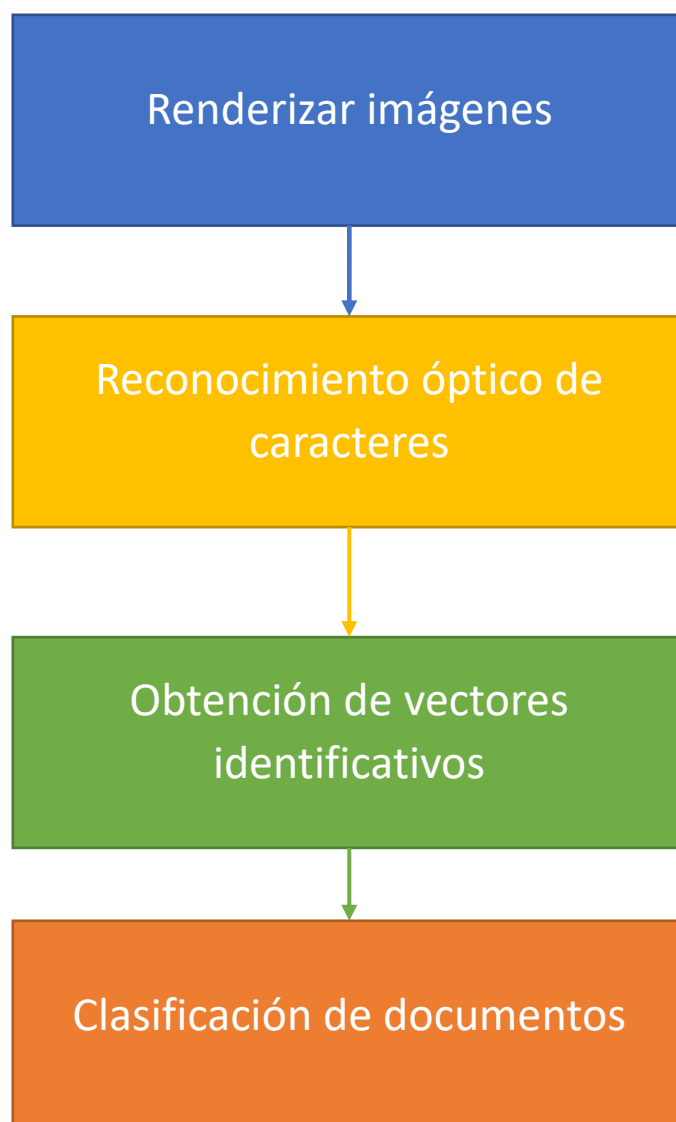 Renderizar imágenes
Reconocimiento óptico de
caracteres
Obtención de vectores
identificativos
Clasificación de documentos